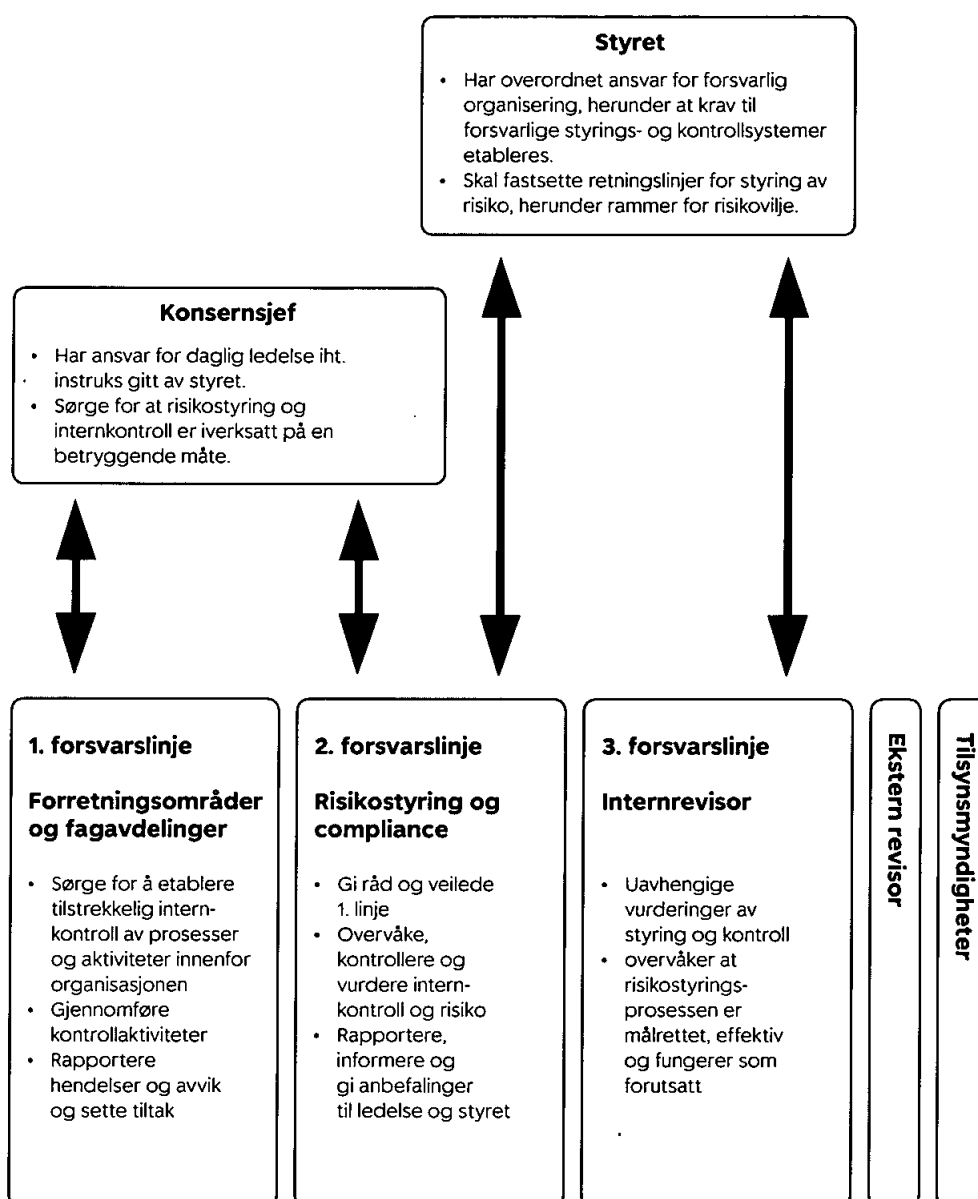 Styret
• Har overordnet ansvar for forsvarlig
organisering, herunder at krav til
forsvarlige styrings- og kontrollsystemer
etableres.
• Skal fastsette retningslinjer for styring av
risiko, herunder rammer for risikovilje.
Konsernsjef
• Har ansvar for daglig ledelse iht.
instruks gitt av styret.
• Sørge for at risikostyring og
internkontroll er iverksatt på en
betryggende måte.
1. forsvarslinje
Forretningsområder
og fagavdelinger
• Sørge for å etablere
tilstrekkelig intern-
kontroll av prosesser
og aktiviteter innenfor
organisasjonen
• Gjennomføre
kontrollaktiviteter
• Rapportere
hendelser og avvik
og sette tiltak
2. forsvarslinje
Risikostyring og
compliance
• Gi råd og veilede
1. linje
• Overvåke,
kontrollere og
vurdere intern-
kontroll og risiko
• Rapportere,
informere og
gi anbefalinger
til ledelse og styret
3. forsvarslinje
Internrevisor
• Uavhengige
vurderinger av
styring og kontroll
• overvåker at
risikostyrings-
prosessen er
målrettet, effektiv
og fungerer som
forutsatt
Ekstern revisor
Tilsynsmyndigheter